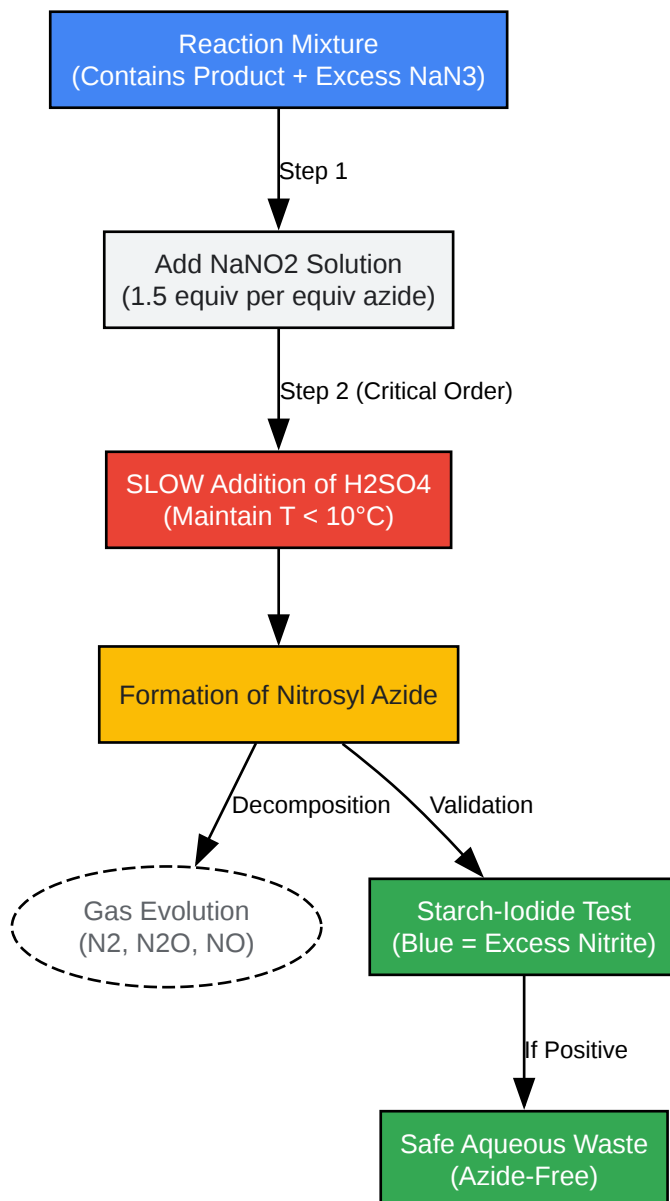 Reaction Mixture
(Contains Product + Excess NaN3)
Step 1
Add NaNO2 Solution
(1.5 equiv per equiv azide)
Step 2 (Critical Order)
SLOW Addition of H2SO4
(Maintain T < 10°C)
Formation of Nitrosyl Azide
Decomposition
Validation
Gas Evolution
(N2, N2O, NO)
Starch-Iodide Test
(Blue = Excess Nitrite)
If Positive
Safe Aqueous Waste
(Azide-Free)